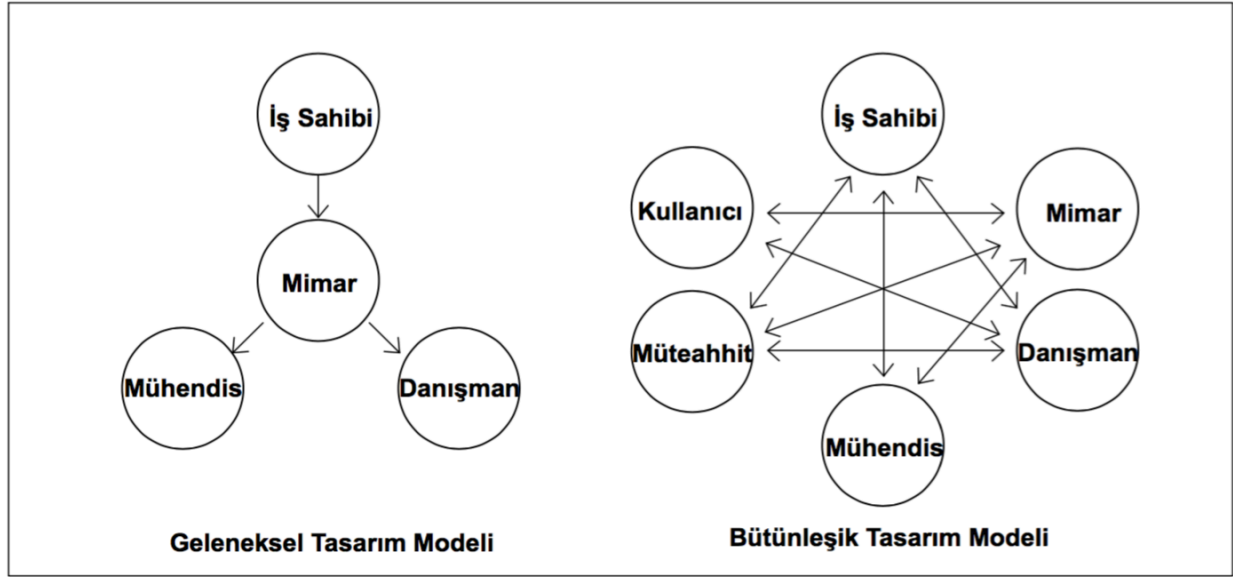 İş Sahibi
Mimar
Mühendis
Danışman
Geleneksel Tasarım Modeli
İş Sahibi
Kullanıcı
Mimar
Müteahhit
Danışman
Mühendis
Bütünleşik Tasarım Modeli